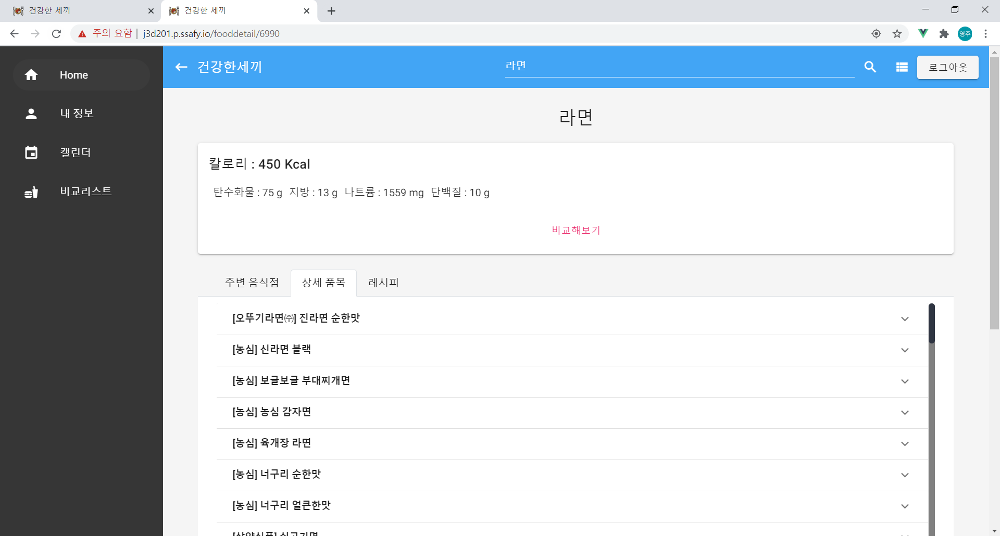 건강한 세끼
건강한 세끼
주의 요함 | j3d201.p.ssafy.io/fooddetail/6990
영주
Home
내 정보
캘린더
비교리스트
건강한세끼
라면
로그아웃
라면
칼로리 : 450 Kcal
탄수화물 : 75 g 지방 : 13 g 나트륨 : 1559 mg 단백질 : 10 g
비교해보기
주변 음식점 상세 품목 레시피
[오뚜기라면㈜] 진라면 순한맛
[농심] 신라면 블랙
[농심] 보글보글 부대찌개면
[농심] 농심 감자면
[농심] 육개장 라면
[농심] 너구리 순한맛
[농심] 너구리 얼큰한맛